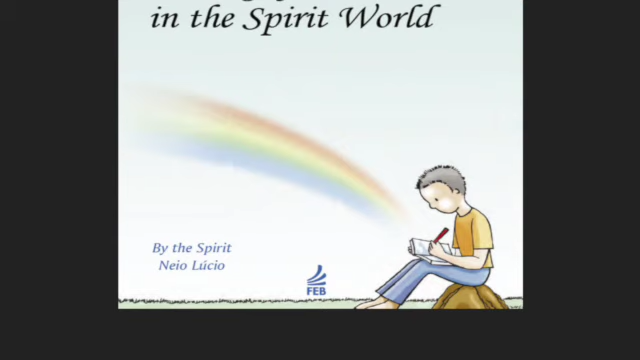 in the Spirit World
By the Spirit
Neio Lúcio
FEB